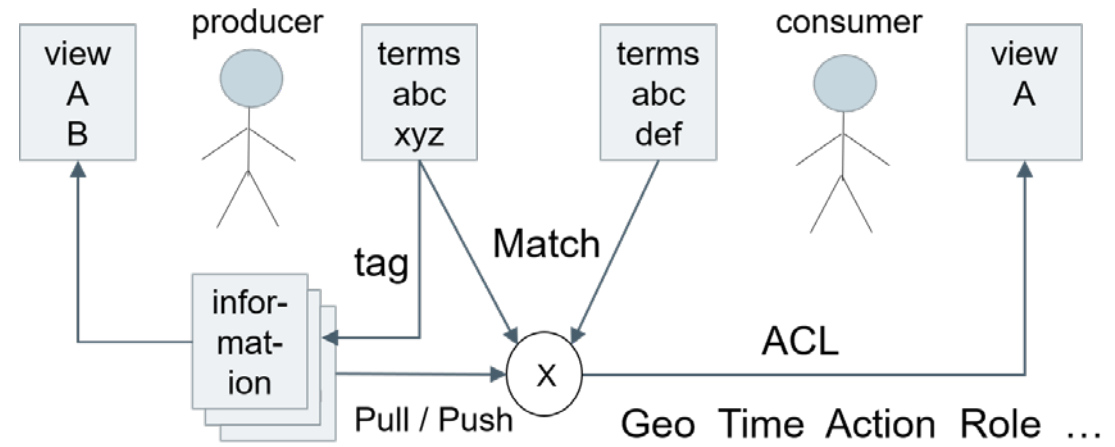 producer
consumer
view
A
B
terms
abc
xyz
terms
abc
def
view
A
tag
Match
infor-
mat-
ion
X
ACL
Pull / Push
Geo Time Action Role ...